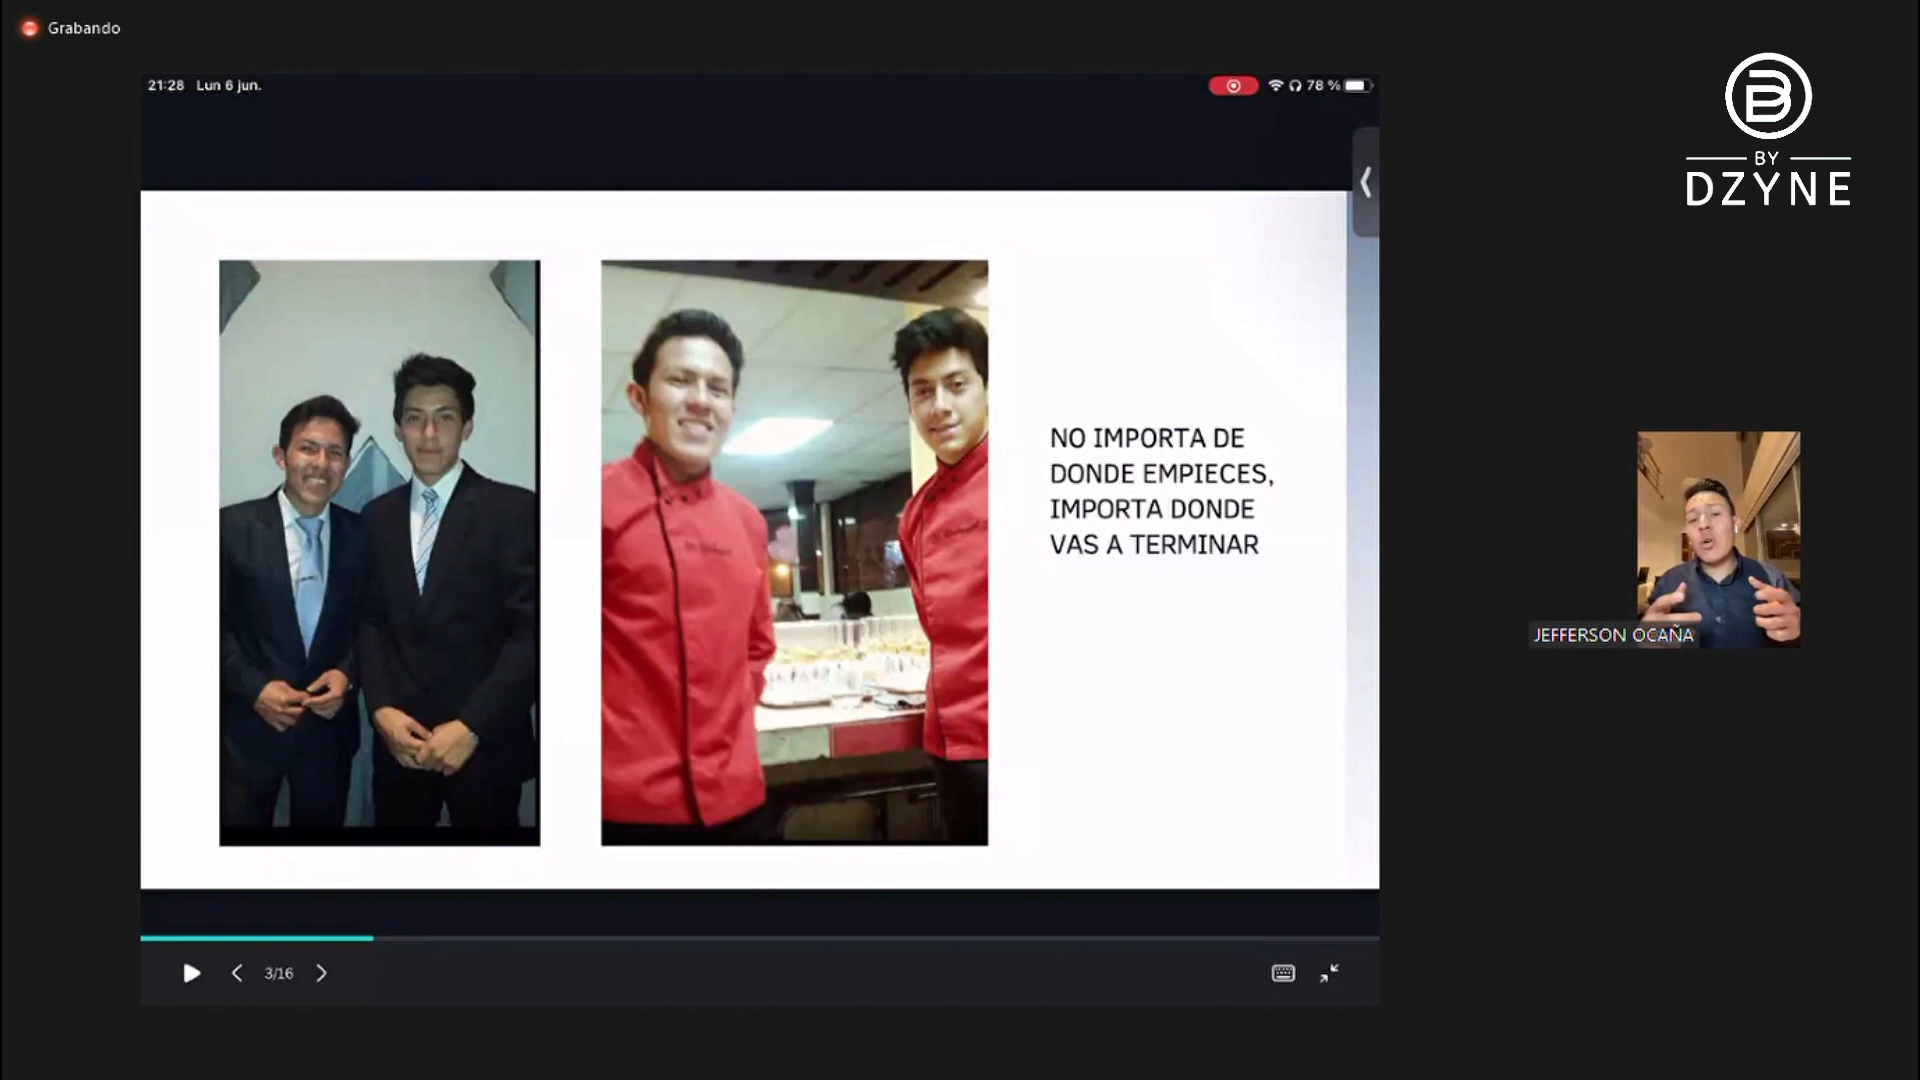 Grabando
21:28 Lun 6 jun.
78 %
B
BY
DZYNE
NO IMPORTA DE
DONDE EMPIECES,
IMPORTA DONDE
VAS A TERMINAR
JEFFERSON OCAÑA
3/16